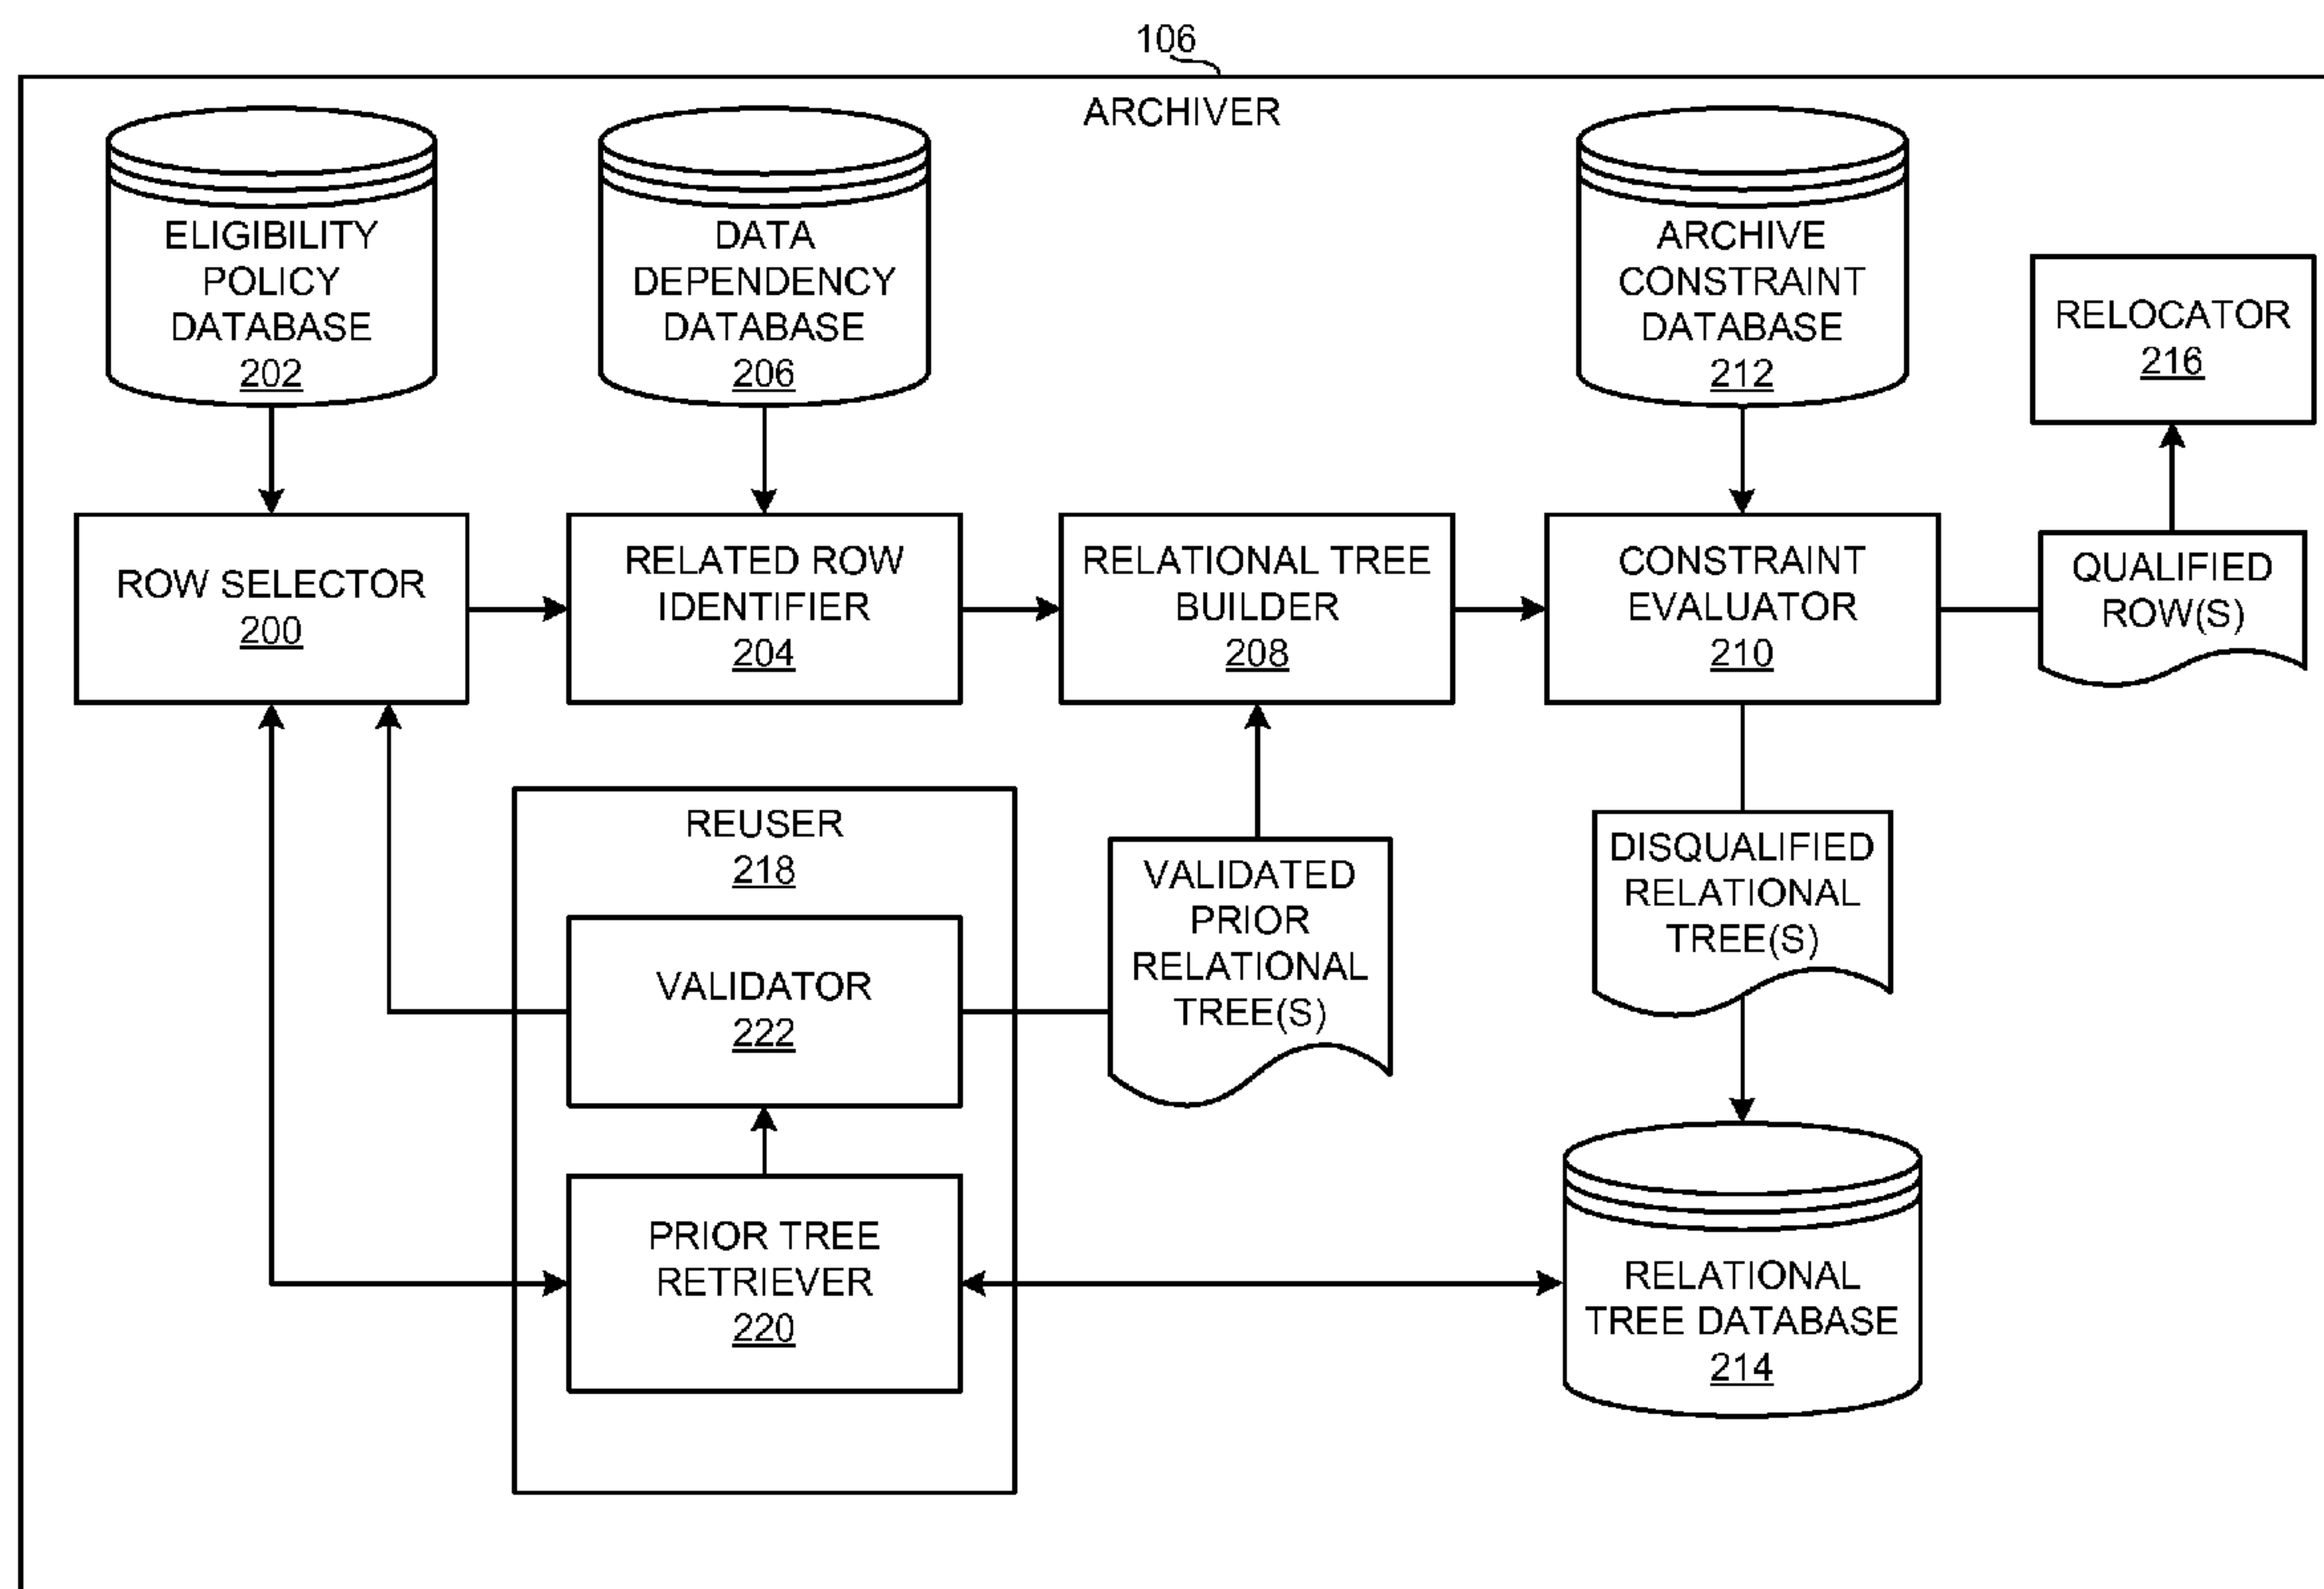 106
ARCHIVER
ELIGIBILITY
POLICY
DATABASE
202
DATA
DEPENDENCY
DATABASE
206
ARCHIVE
CONSTRAINT
DATABASE
212
RELOCATOR
216
ROW SELECTOR
200
RELATED ROW
IDENTIFIER
204
RELATIONAL TREE
BUILDER
208
CONSTRAINT
EVALUATOR
210
QUALIFIED
ROW(S)
REUSER
218
VALIDATOR
222
PRIOR TREE
RETRIEVER
220
VALIDATED
PRIOR
RELATIONAL
TREE(S)
DISQUALIFIED
RELATIONAL
TREE(S)
RELATIONAL
TREE DATABASE
214